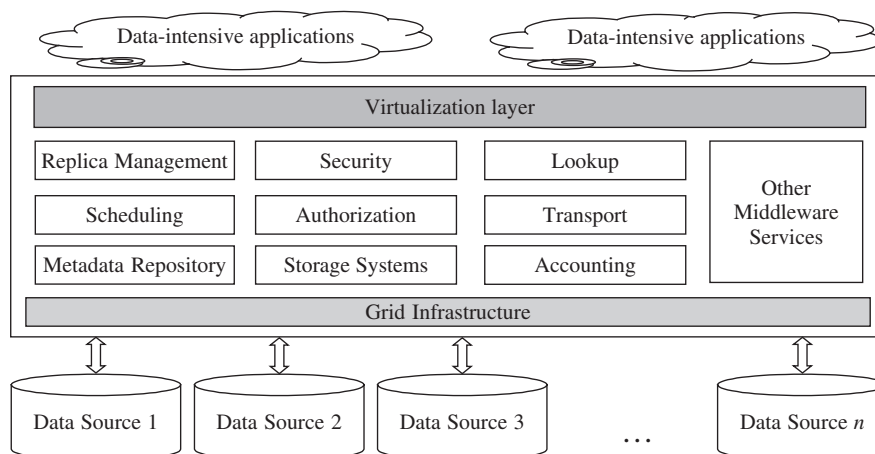 Data-intensive applications
Data-intensive applications
Virtualization layer
Replica Management
Security
Lookup
Other
Middleware
Services
Scheduling
Authorization
Transport
Metadata Repository
Storage Systems
Accounting
Grid Infrastructure
Data Source 1
Data Source 2
Data Source 3
...
Data Source n